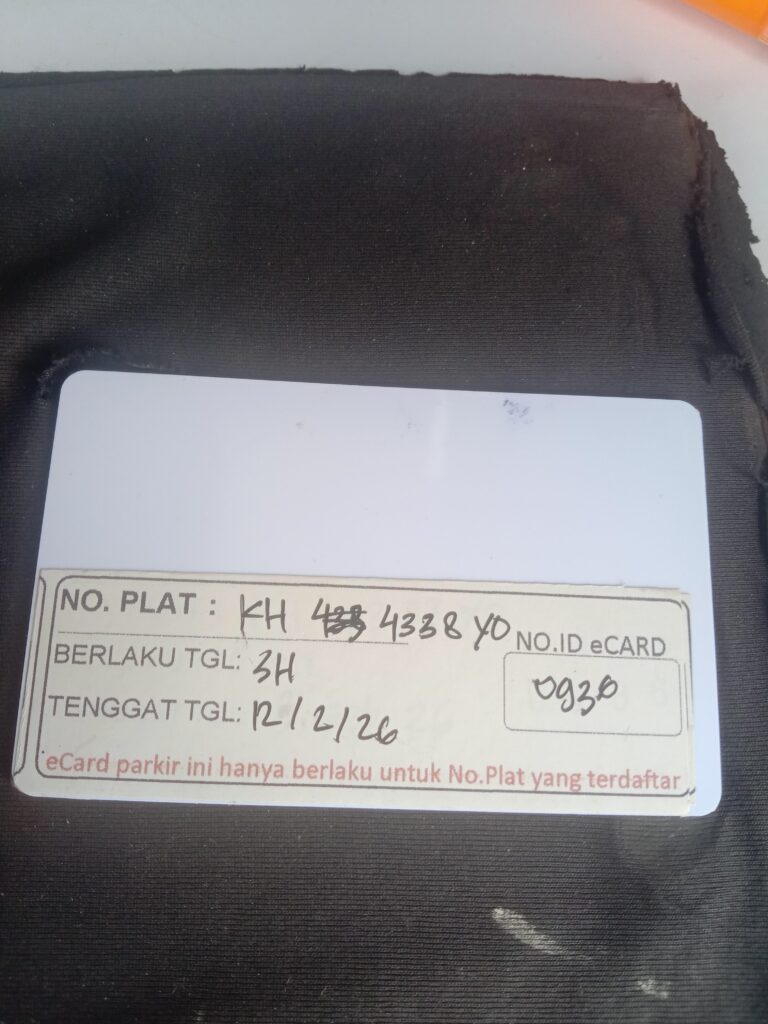 NO. PLAT : KH 4338 YO
NO.ID eCARD
BERLAKU TGL: 3H
0930
TENGGAT TGL: 12/2/26
eCard parkir ini hanya berlaku untuk No.Plat yang terdaftar